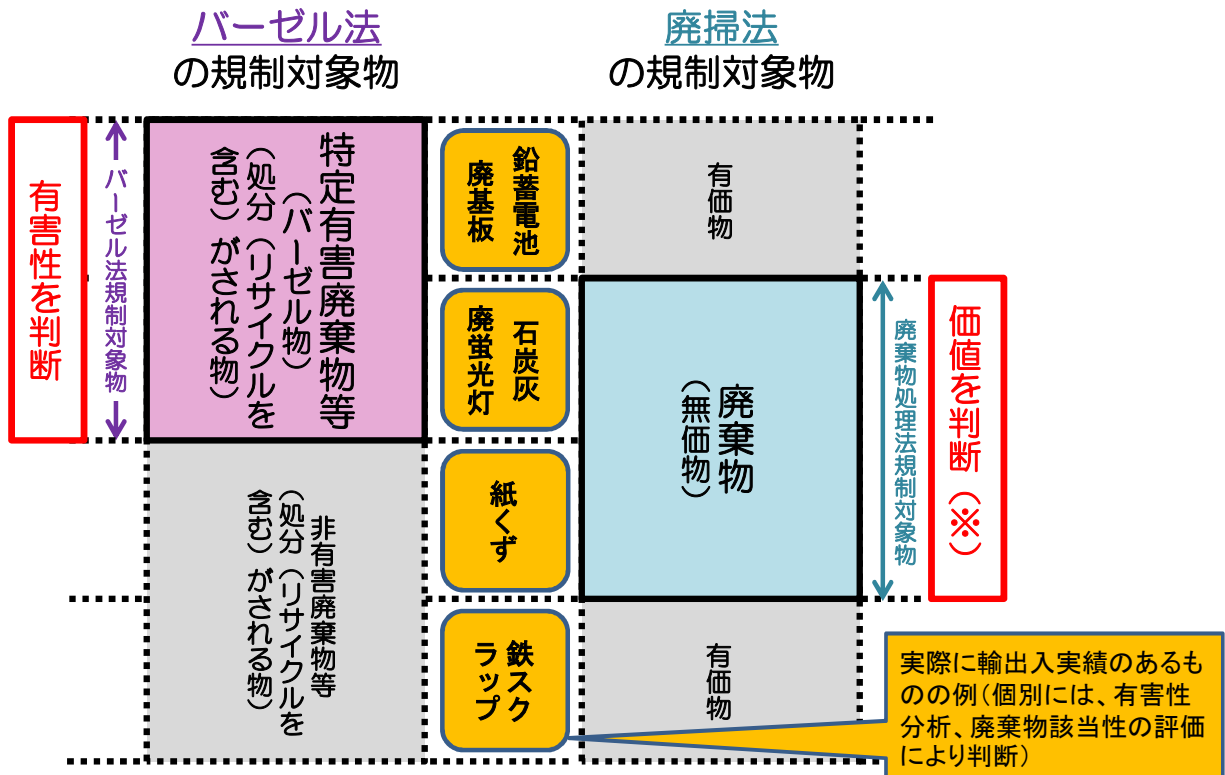 バーゼル法
の規制対象物
廃掃法
の規制対象物
有害性を判断
バーゼル法規制対象物
特定有害廃棄物等
（バーゼル物）
（処分（リサイクルを
含む）がされる物）
非有害廃棄物等
（処分（リサイクルを
含む）がされる物）
鉛蓄電池
廃基板
石炭灰
廃蛍光灯
紙くず
鉄スク
ラップ
有価物
廃棄物
（無価物）
有価物
廃棄物処理法規制対象物
価値を判断（※）
実際に輸出入実績のあるも
のの例（個別には、有害性
分析、廃棄物該当性の評価
により判断）